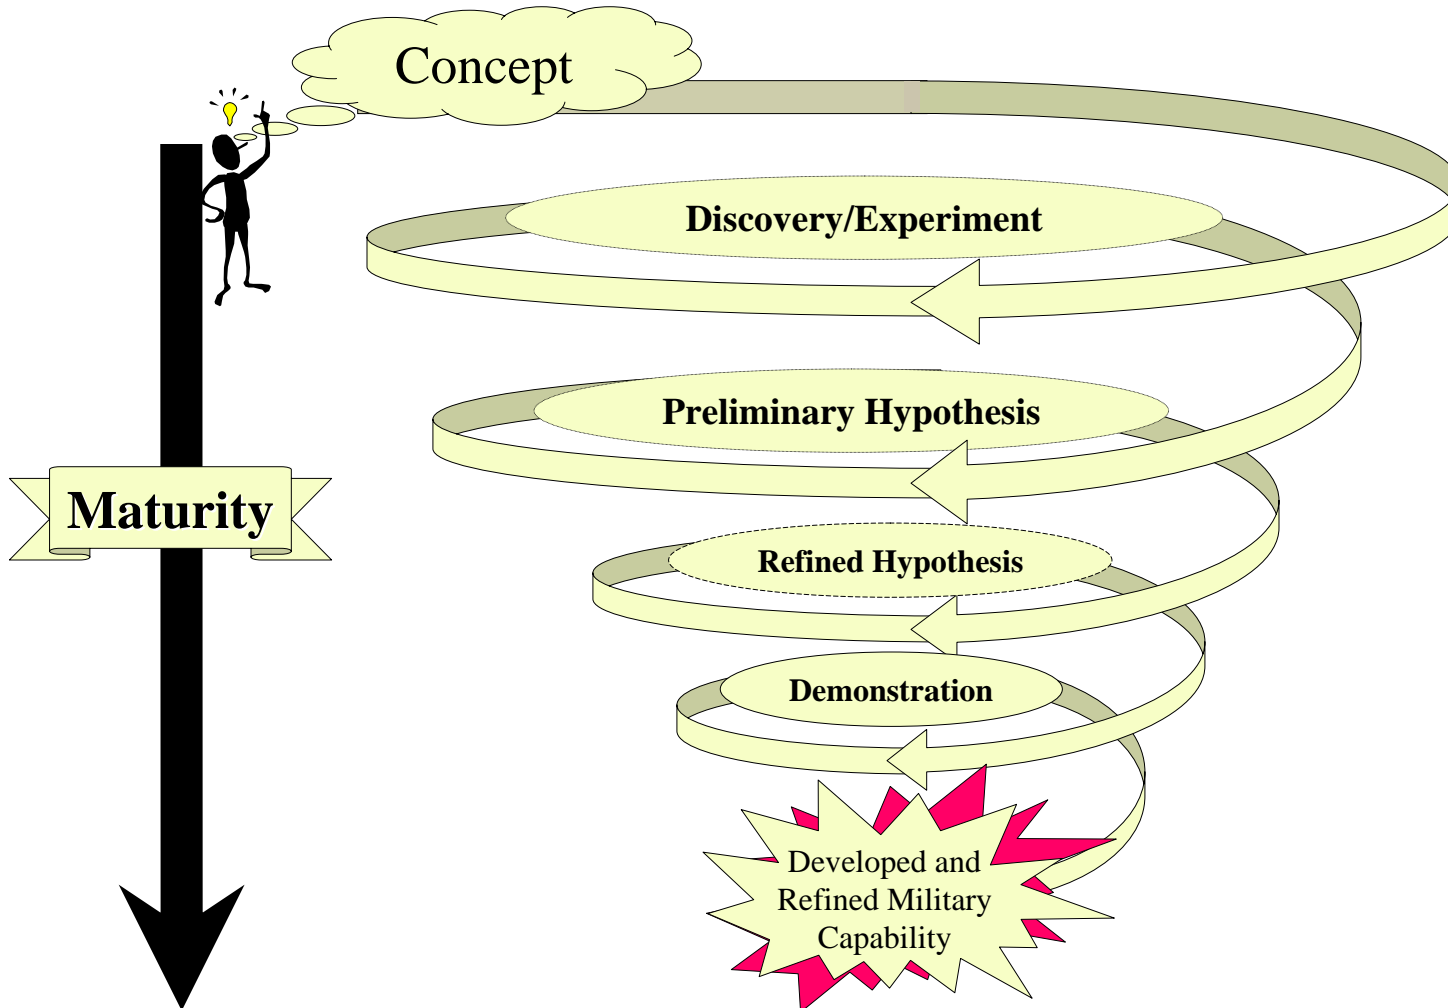 Concept
Discovery/Experiment
Preliminary Hypothesis
Maturity
Refined Hypothesis
Demonstration
Developed and
Refined Military
Capability